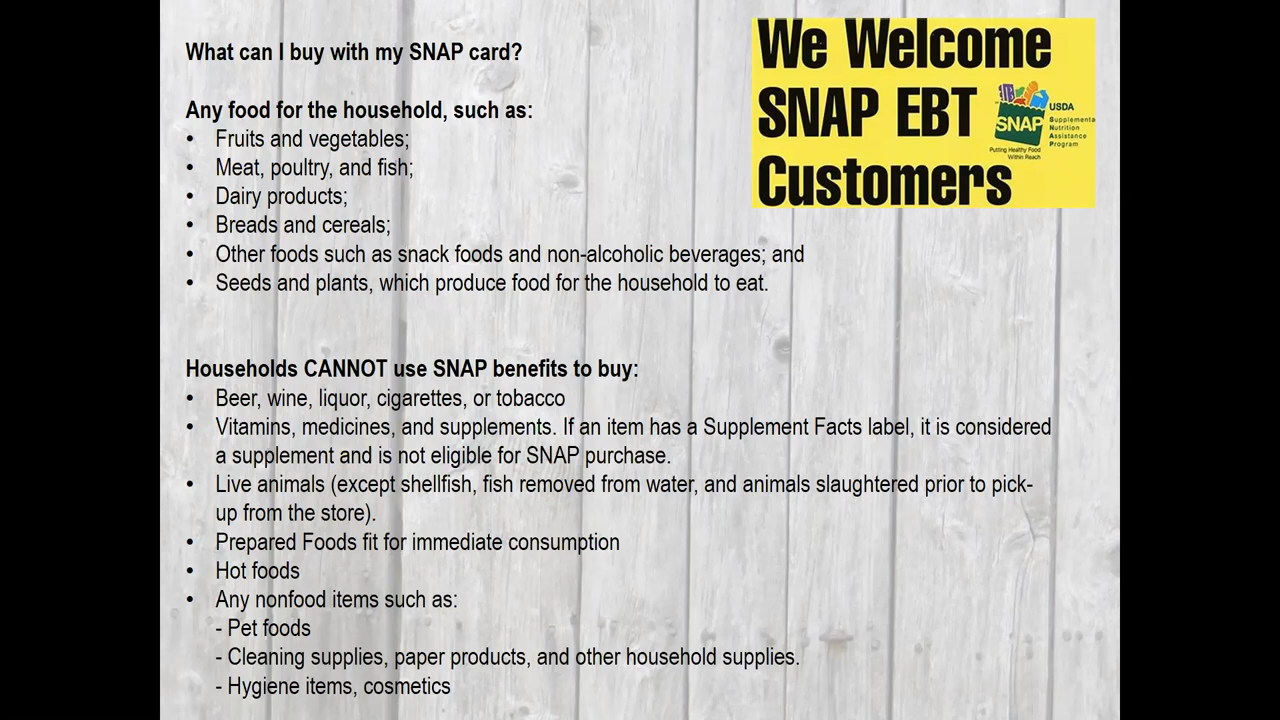 What can I buy with my SNAP card?
Any food for the household, such as:
• Fruits and vegetables;
• Meat, poultry, and fish;
• Dairy products;
• Breads and cereals;
• Other foods such as snack foods and non-alcoholic beverages; and
• Seeds and plants, which produce food for the household to eat.
Households CANNOT use SNAP benefits to buy:
• Beer, wine, liquor, cigarettes, or tobacco
• Vitamins, medicines, and supplements. If an item has a Supplement Facts label, it is considered
a supplement and is not eligible for SNAP purchase.
• Live animals (except shellfish, fish removed from water, and animals slaughtered prior to pick-
up from the store).
• Prepared Foods fit for immediate consumption
• Hot foods
• Any nonfood items such as:
- Pet foods
- Cleaning supplies, paper products, and other household supplies.
- Hygiene items, cosmetics
We Welcome
SNAP EBT
Customers
SNAP
Putting Healthy Food
Within Reach
USDA
Supplementa
Nutrition
Assistance
Program